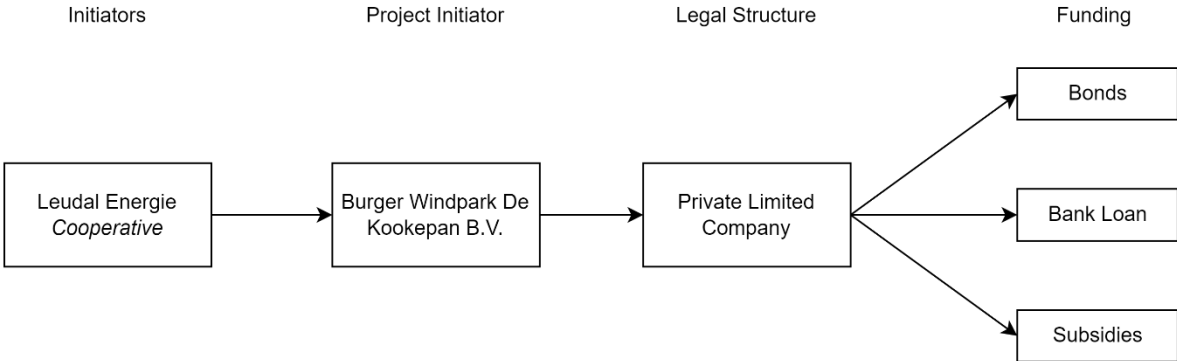 Initiators
Project Initiator
Legal Structure
Funding
Bonds
Leudal Energie
Cooperative
Burger Windpark De
Kookepan B.V.
Private Limited
Company
Bank Loan
Subsidies